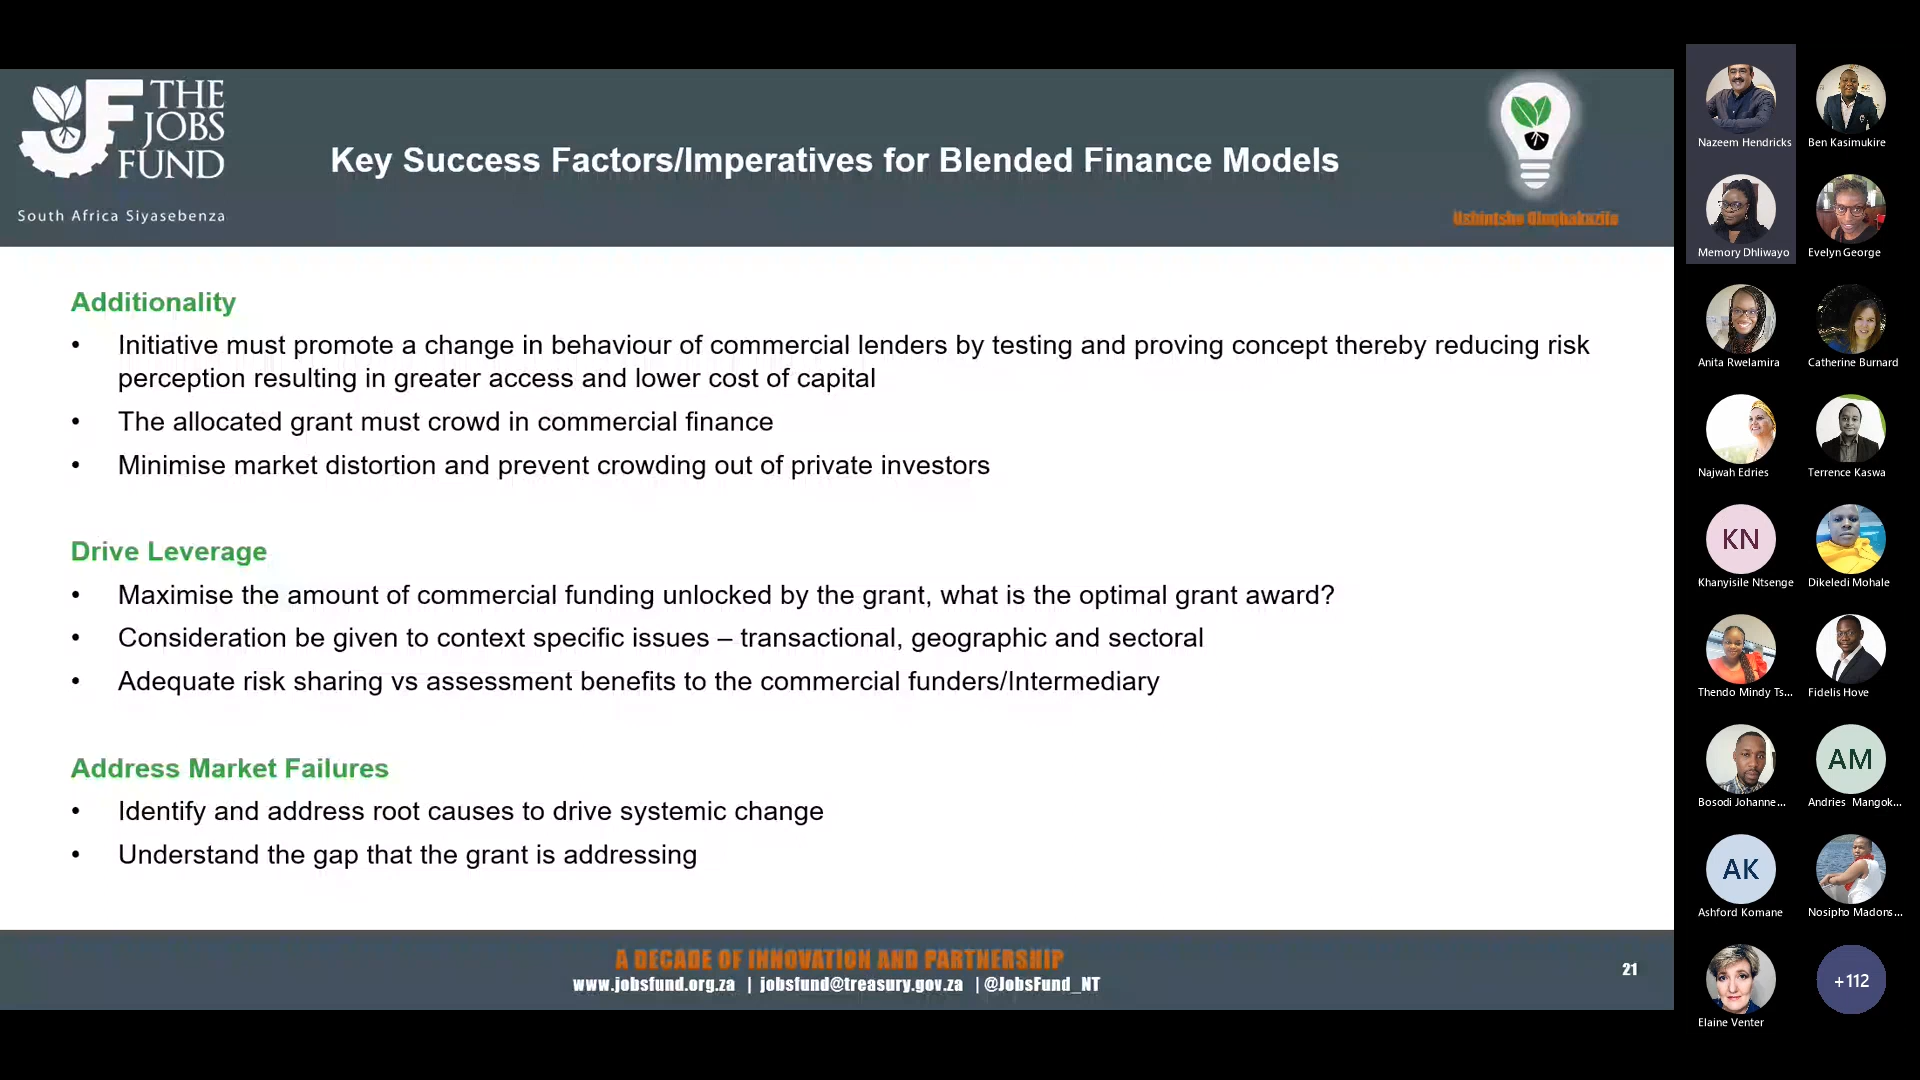 THE
JOBS
FUND
South Africa Siyasebenza
Key Success Factors/Imperatives for Blended Finance Models
Additionality
• Initiative must promote a change in behaviour of commercial lenders by testing and proving concept thereby reducing risk
perception resulting in greater access and lower cost of capital
• The allocated grant must crowd in commercial finance
• Minimise market distortion and prevent crowding out of private investors
Drive Leverage
• Maximise the amount of commercial funding unlocked by the grant, what is the optimal grant award?
• Consideration be given to context specific issues – transactional, geographic and sectoral
• Adequate risk sharing vs assessment benefits to the commercial funders/Intermediary
Address Market Failures
• Identify and address root causes to drive systemic change
• Understand the gap that the grant is addressing
A DECADE OF INNOVATION AND PARTNERSHIP
www.jobsfund.org.za | jobsfund@treasury.gov.za | @JobsFund_NT
21
Nazeem Hendricks
Ben Kasimukire
Memory Dhliwayo
Evelyn George
Anita Rwelamira
Catherine Burnard
Najwah Edries
Terrence Kaswa
KN
Khanyisile Ntsenge
Dikeledi Mohale
Thendo Mindy Ts...
Fidelis Hove
Bosodi Johanne...
AM
Andries Mangok...
AK
Ashford Komane
Nosipho Madons...
Elaine Venter
+112